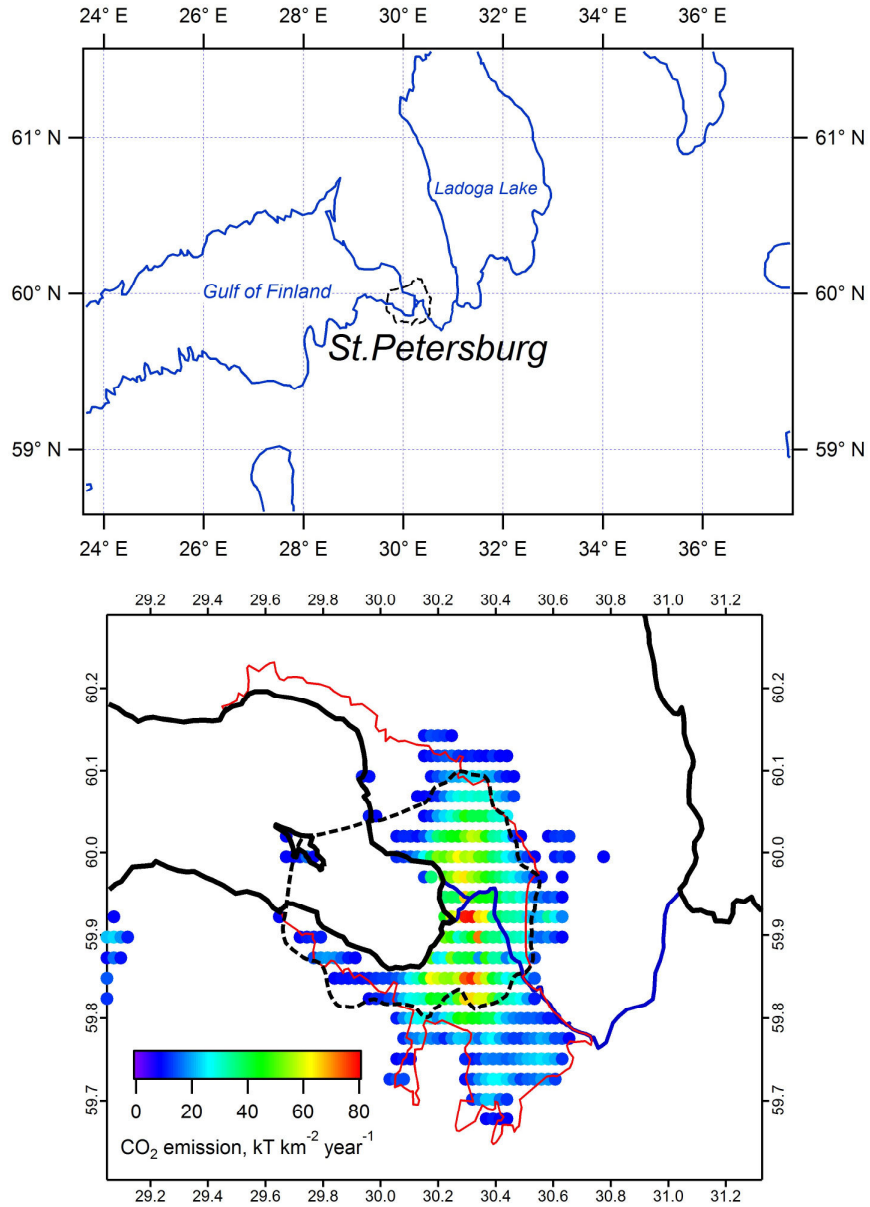 24° E 26° E 28° E 30° E 32° E 34° E 36° E
61° N 61° N
Ladoga Lake
Gulf of Finland
60° N 60° N
St.Petersburg
59° N 59° N
24° E 26° E 28° E 30° E 32° E 34° E 36° E
29.2 29.4 29.6 29.8 30.0 30.2 30.4 30.6 30.8 31.0 31.2
60.2 60.2
60.1 60.1
60.0 60.0
59.9 59.9
59.8 59.8
59.7 59.7
0 20 40 60 80
CO₂ emission, kT km⁻² year⁻¹
29.2 29.4 29.6 29.8 30.0 30.2 30.4 30.6 30.8 31.0 31.2